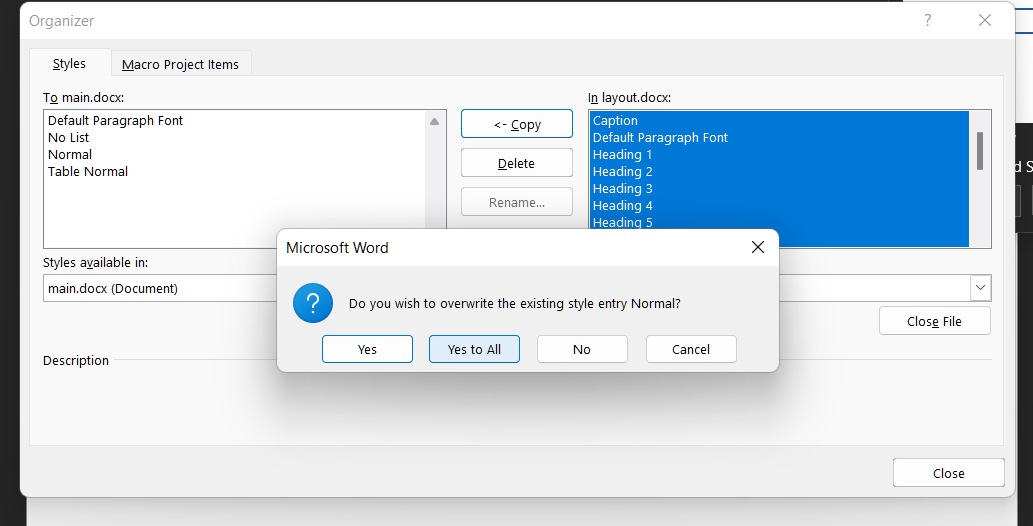 Organizer
?
Styles
Macro Project Items
To main.docx:
Default Paragraph Font
No List
Normal
Table Normal
<- Copy
Delete
Rename...
In layout.docx:
Caption
Default Paragraph Font
Heading 1
Heading 2
Heading 3
Heading 4
Heading 5
d S
Styles available in:
main.docx (Document)
Close File
Description
Microsoft Word
?
Do you wish to overwrite the existing style entry Normal?
Yes
Yes to All
No
Cancel
Close